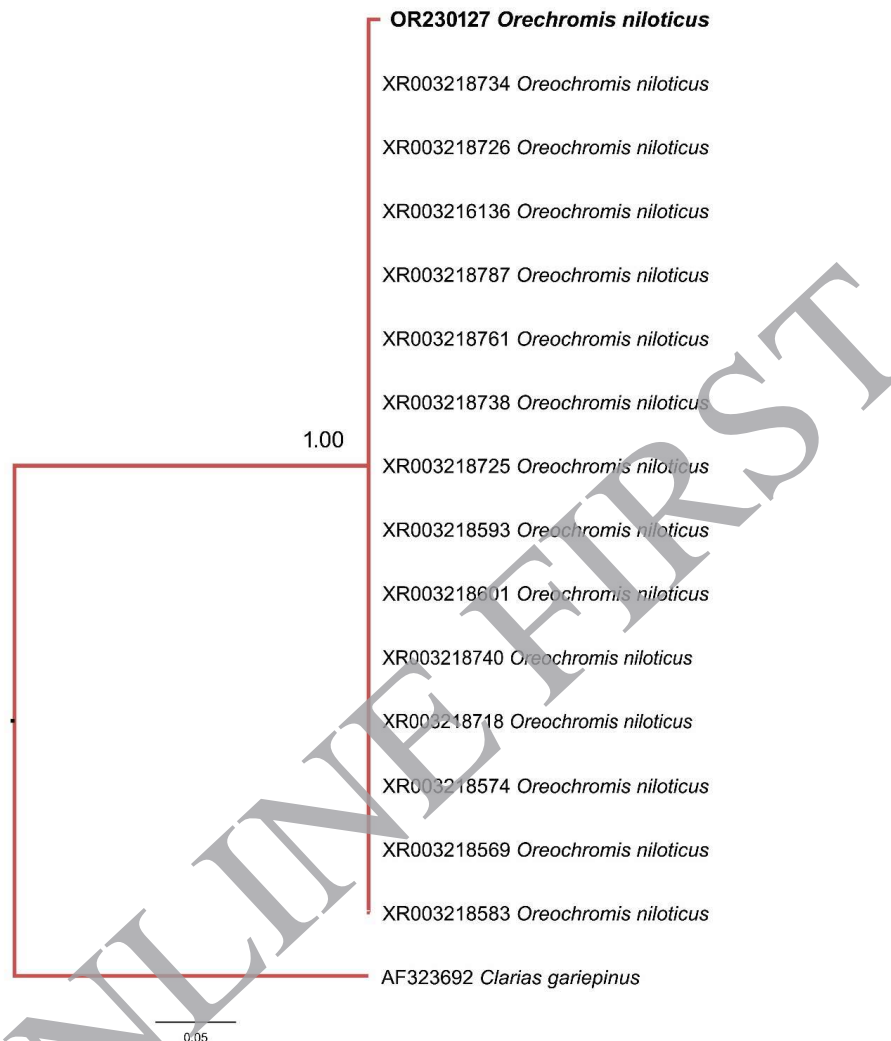 OR230127 Orechromis niloticus
XR003218734 Oreochromis niloticus
XR003218726 Oreochromis niloticus
XR003216136 Oreochromis niloticus
XR003218787 Oreochromis niloticus
XR003218761 Oreochromis niloticus
XR003218738 Oreochromis niloticus
1.00
XR003218725 Oreochromis niloticus
XR003218593 Oreochromis niloticus
XR003218601 Oreochromis niloticus
XR003218740 Oreochromis niloticus
XR003218718 Oreochromis niloticus
XR003218574 Oreochromis niloticus
XR003218569 Oreochromis niloticus
XR003218583 Oreochromis niloticus
AF323692 Clarias gariepinus
0.05
NLINE FIRST